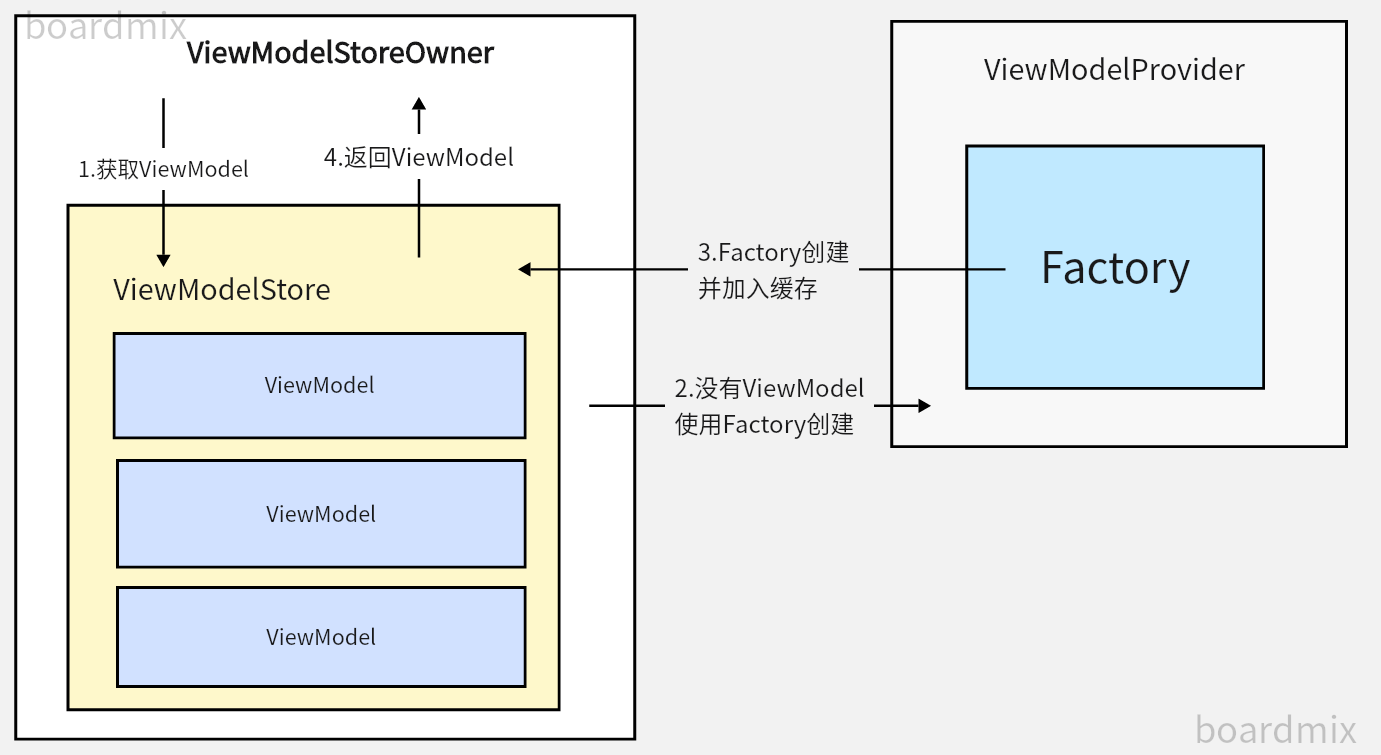 boardmix
ViewModelStoreOwner
1.获取ViewModel
4.返回ViewModel
ViewModelStore
ViewModel
ViewModel
ViewModel
3.Factory创建
并加入缓存
2.没有ViewModel
使用Factory创建
ViewModelProvider
Factory
boardmix